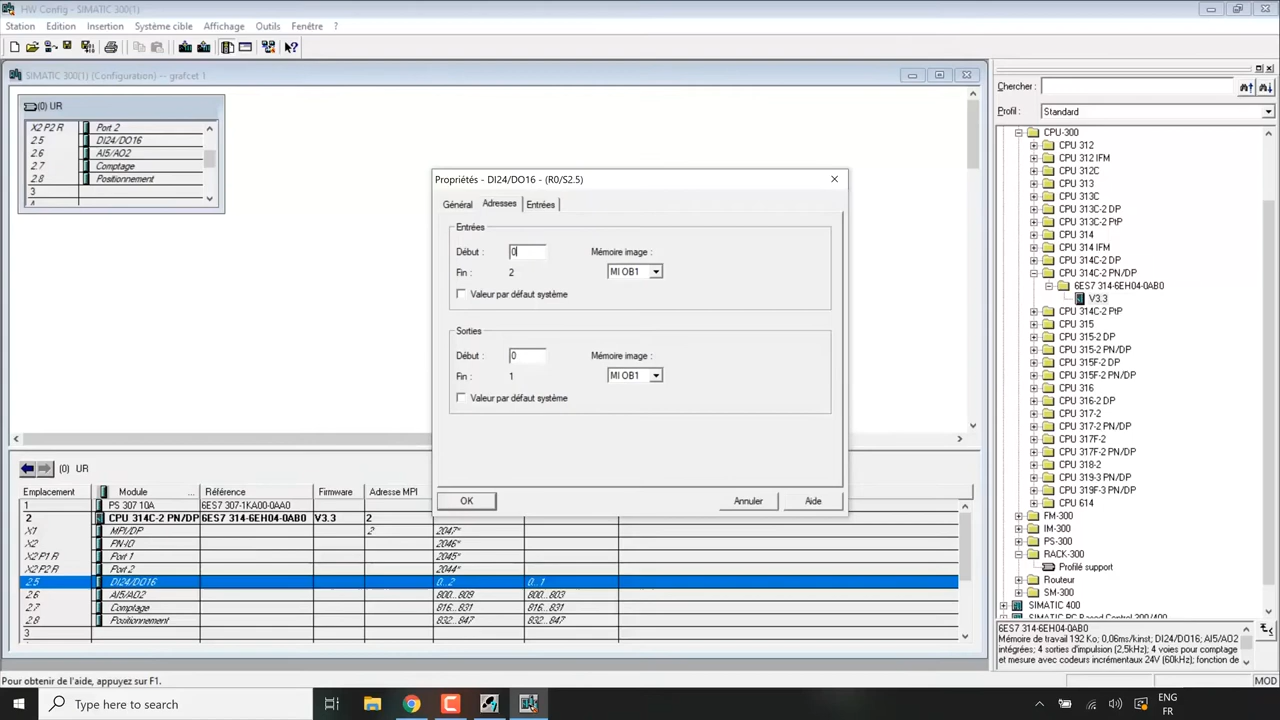 HW Config - SIMATIC 300(1)
Station Edition Insertion Système cible Affichage Outils Fenêtre ?
SIMATIC 300(1) (Configuration) -- grafcet 1
(0) UR
X2 P2 R Port 2
2.5 DI24/DO16
2.6 AI5/AO2
2.7 Comptage
2.8 Positionnement
3
4
Propriétés - DI24/DO16 - (R0/S2.5)
Général Adresses Entrées
Entrées
Début : 0 Mémoire image :
Fin : 2 MI OB1
Valeur par défaut système
Sorties
Début : 0 Mémoire image :
Fin : 1 MI OB1
Valeur par défaut système
OK Annuler Aide
(0) UR
Emplacement Module ... Référence Firmware Adresse MPI
1 PS 307 10A 6ES7 307-1KA00-0AA0
2 CPU 314C-2 PN/DP 6ES7 314-6EH04-0AB0 V3.3 2
X1 MPI/DP 2 2047*
X2 PN-IO 2046*
X2 P1 R Port 1 2045*
X2 P2 R Port 2 2044*
2.5 DI24/DO16 0...2 0...1
2.6 AI5/AO2 800...809 800...803
2.7 Comptage 816...831 816...831
2.8 Positionnement 832...847 832...847
3
Chercher :
Profil : Standard
CPU-300
CPU 312
CPU 312 IFM
CPU 312C
CPU 313
CPU 313C
CPU 313C-2 DP
CPU 313C-2 PtP
CPU 314
CPU 314 IFM
CPU 314C-2 DP
CPU 314C-2 PN/DP
6ES7 314-6EH04-0AB0
V3.3
CPU 314C-2 PtP
CPU 315
CPU 315-2 DP
CPU 315-2 PN/DP
CPU 315F-2 DP
CPU 315F-2 PN/DP
CPU 316
CPU 316-2 DP
CPU 317-2
CPU 317-2 PN/DP
CPU 317F-2
CPU 317F-2 PN/DP
CPU 318-2
CPU 319-3 PN/DP
CPU 319F-3 PN/DP
CPU 614
FM-300
IM-300
PS-300
RACK-300
Profilé support
Routeur
SM-300
SIMATIC 400
SIMATIC PC Based Control 300/400
6ES7 314-6EH04-0AB0
Mémoire de travail 192 Ko; 0,06ms/kinst; DI24/DO16; AI5/AO2
intégrées; 4 sorties d'impulsion (2,5kHz); 4 voies pour comptage
et mesure avec codeurs incrémentaux 24V (60kHz); fonction de
Pour obtenir de l'aide, appuyez sur F1. MOD
Type here to search
ENG
FR